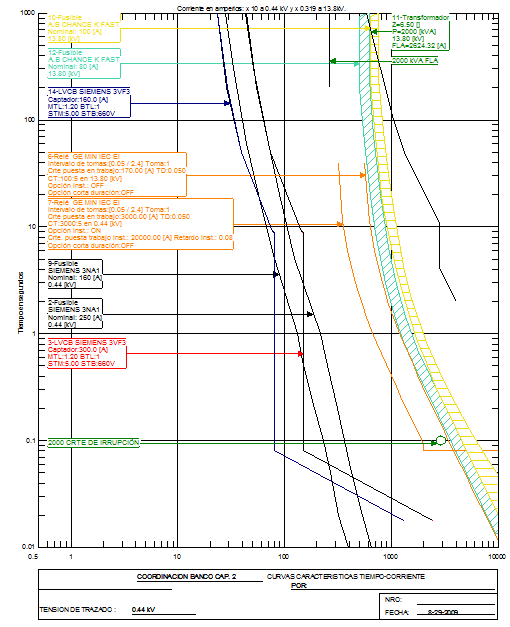 Corriente en amperios: x 10 a 0.44 kV y x 0.319 a 13.8kV.
1000
100
10
1
0.1
0.01
Tiempo en segundos
10-Fusible
A.B CHANCE K FAST
Nominal: 100 [A]
13.80 [kV]
12-Fusible
A.B CHANCE K FAST
Nominal: 80 [A]
13.80 [kV]
14-LVCB SIEMENS 3VF3
Captador:160.0 [A]
MTL:1.20 BTL:1
STM:5.00 STB:660V
6-Relé GE MIN IEC EI
Intervalo de tomas:[0.05 / 2.4] Toma:1
Crte puesta en trabajo:170.00 [A] TD:0.050
CT:100:5 en 13.80 [kV]
Opción inst.: OFF
Opción corta duración:OFF
7-Relé GE MIN IEC EI
Intervalo de tomas:[0.05 / 2.4] Toma:1
Crte puesta en trabajo:3000.00 [A] TD:0.050
CT:3000:5 en 0.44 [kV]
Opción inst.: ON
Crte. puesta trabajo inst.: 20000.00 [A] Retardo inst.: 0.08
Opción corta duración:OFF
9-Fusible
SIEMENS 3NA1
Nominal: 160 [A]
0.44 [kV]
2-Fusible
SIEMENS 3NA1
Nominal: 250 [A]
0.44 [kV]
3-LVCB SIEMENS 3VF3
Captador:300.0 [A]
MTL:1.20 BTL:1
STM:5.00 STB:660V
2000 CRTE DE IRRUPCIÓN
11-Transformador
Z=6.50 []
P=2000 [kVA]
13.80 [kV]
FLA=2624.32 [A]
2000 KVA FLA
0.5
1
10
100
1000
10000
COORDINACION BANCO CAP. 2
CURVAS CARACTERISTICAS TIEMPO-CORRIENTE
POR:
TENSION DE TRAZADO :
0.44 kV
NRO:
FECHA:
8-29-2009